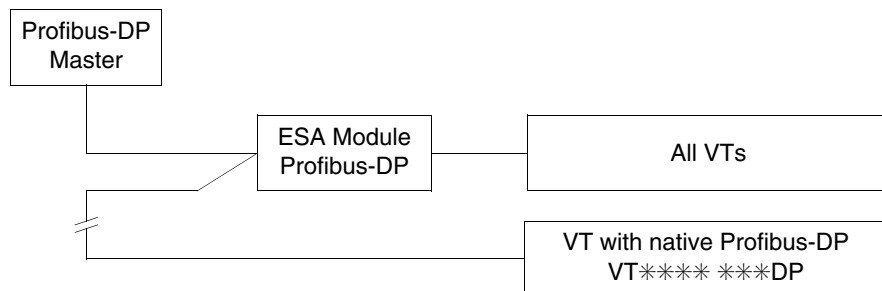 Profibus-DP
Master
ESA Module
Profibus-DP
All VTs
VT with native Profibus-DP
VT✳✳✳✳ ✳✳✳DP